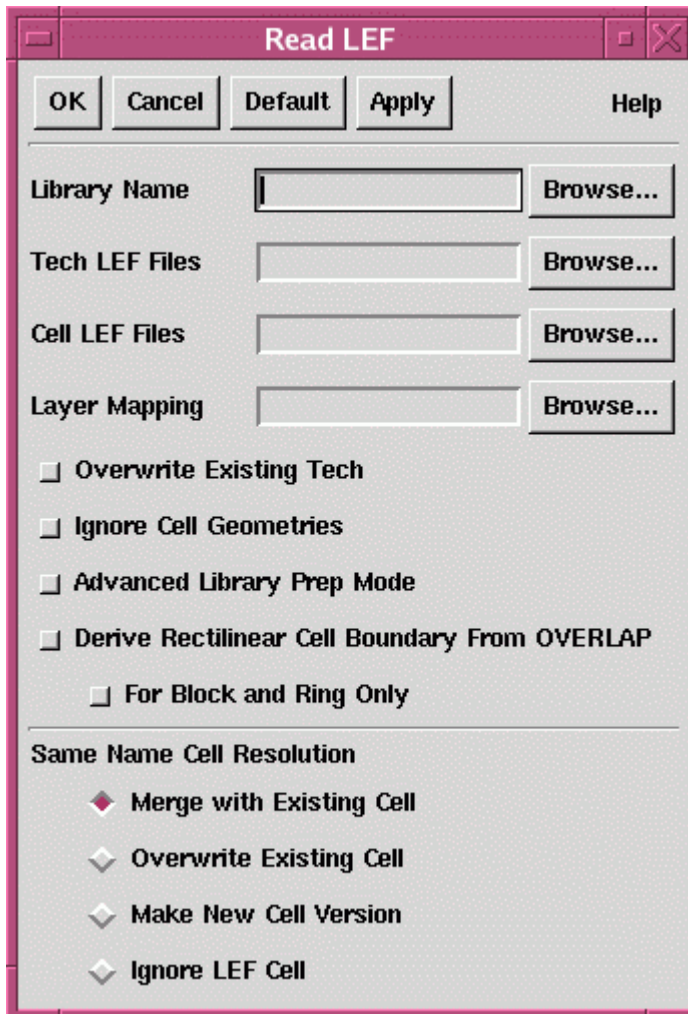 Read LEF
OK Cancel Default Apply Help
Library Name Browse...
Tech LEF Files Browse...
Cell LEF Files Browse...
Layer Mapping Browse...
Overwrite Existing Tech
Ignore Cell Geometries
Advanced Library Prep Mode
Derive Rectilinear Cell Boundary From OVERLAP
For Block and Ring Only
Same Name Cell Resolution
Merge with Existing Cell
Overwrite Existing Cell
Make New Cell Version
Ignore LEF Cell